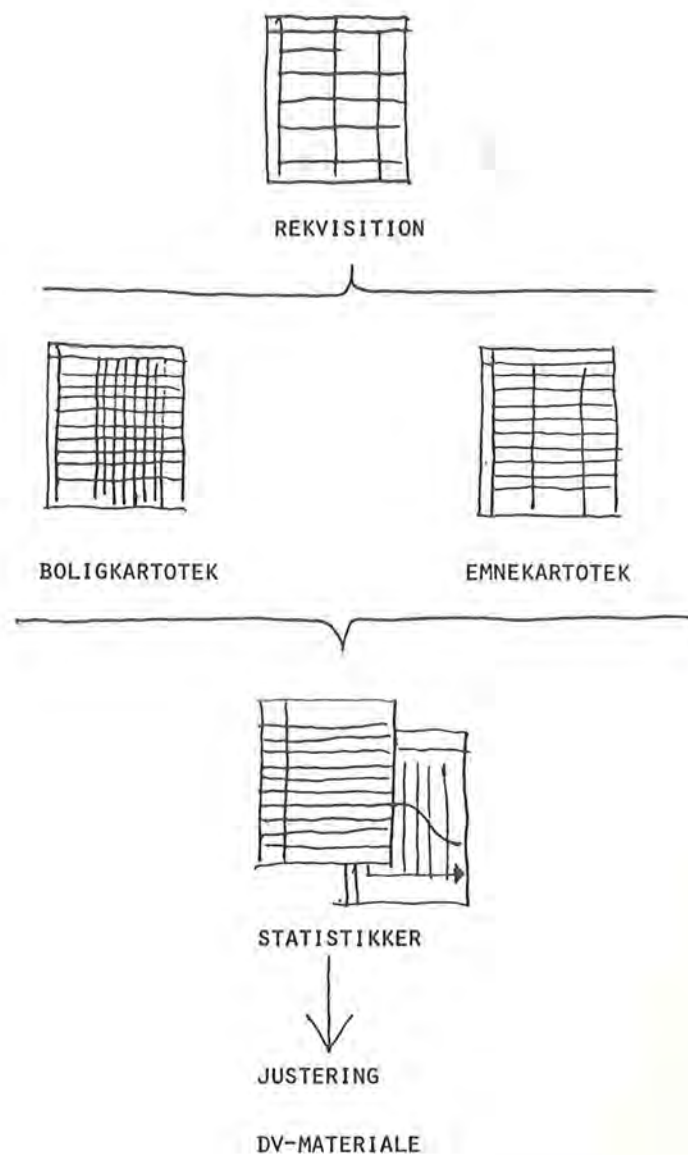 REKVISITION
BOLIGKARTOTEK
EMNEKARTOTEK
STATISTIKKER
JUSTERING
DV-MATERIALE